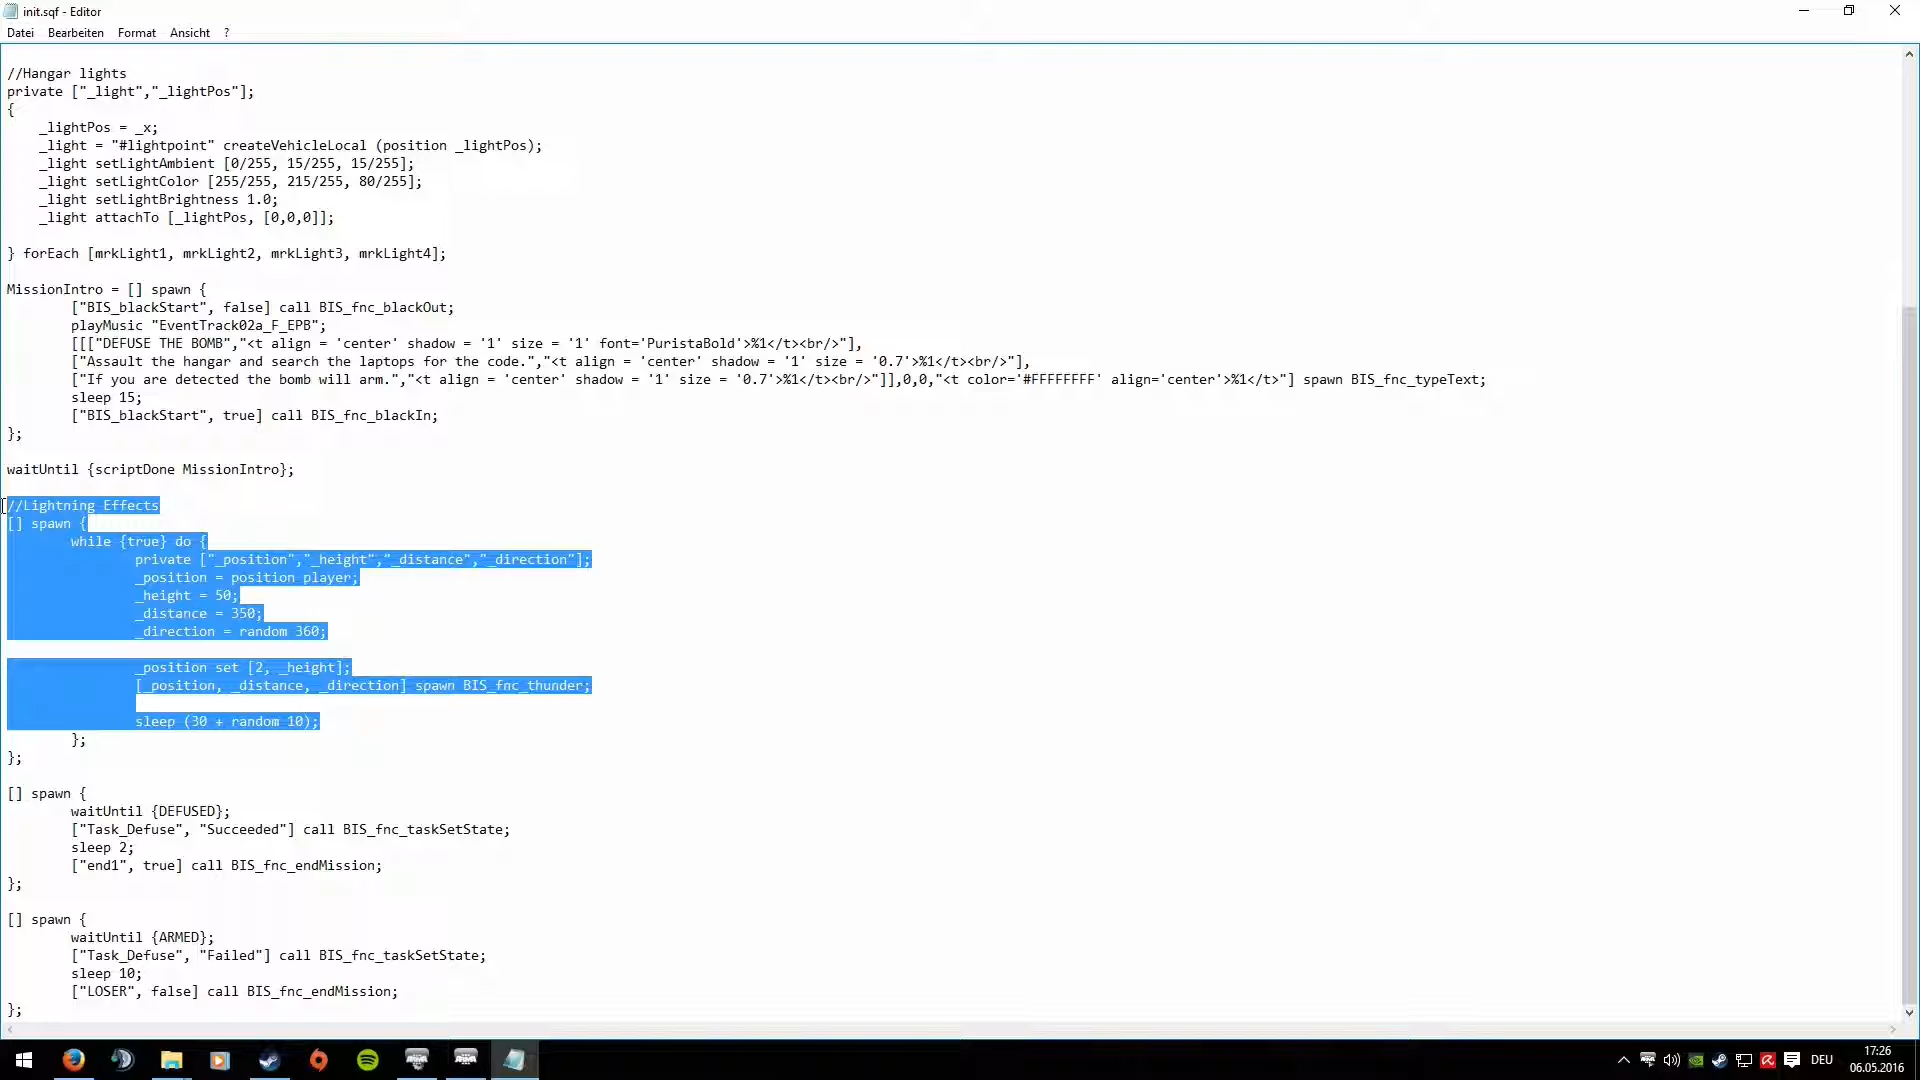 init.sqf - Editor
Datei Bearbeiten Format Ansicht ?
//Hangar lights
private ["_light","_lightPos"];
{
_lightPos = _x;
_light = "#lightpoint" createVehicleLocal (position _lightPos);
_light setLightAmbient [0/255, 15/255, 15/255];
_light setLightColor [255/255, 215/255, 80/255];
_light setLightBrightness 1.0;
_light attachTo [_lightPos, [0,0,0]];
} forEach [mrkLight1, mrkLight2, mrkLight3, mrkLight4];
MissionIntro = [] spawn {
["BIS_blackStart", false] call BIS_fnc_blackOut;
playMusic "EventTrack02a_F_EPB";
[[["DEFUSE THE BOMB","<t align = 'center' shadow = '1' size = '1' font='PuristaBold'>%1</t><br/>"],
["Assault the hangar and search the laptops for the code.","<t align = 'center' shadow = '1' size = '0.7'>%1</t><br/>"],
["If you are detected the bomb will arm.","<t align = 'center' shadow = '1' size = '0.7'>%1</t><br/>"]],0,0,"<t color='#FFFFFFFF' align='center'>%1</t>"] spawn BIS_fnc_typeText;
sleep 15;
["BIS_blackStart", true] call BIS_fnc_blackIn;
};
waitUntil {scriptDone MissionIntro};
//Lightning Effects
[] spawn {
while {true} do {
private ["_position","_height","_distance","_direction"];
_position = position player;
_height = 50;
_distance = 350;
_direction = random 360;
_position set [2, _height];
[_position, _distance, _direction] spawn BIS_fnc_thunder;
sleep (30 + random 10);
};
};
[] spawn {
waitUntil {DEFUSED};
["Task_Defuse", "Succeeded"] call BIS_fnc_taskSetState;
sleep 2;
["end1", true] call BIS_fnc_endMission;
};
[] spawn {
waitUntil {ARMED};
["Task_Defuse", "Failed"] call BIS_fnc_taskSetState;
sleep 10;
["LOSER", false] call BIS_fnc_endMission;
};
DEU
17:26
06.05.2016